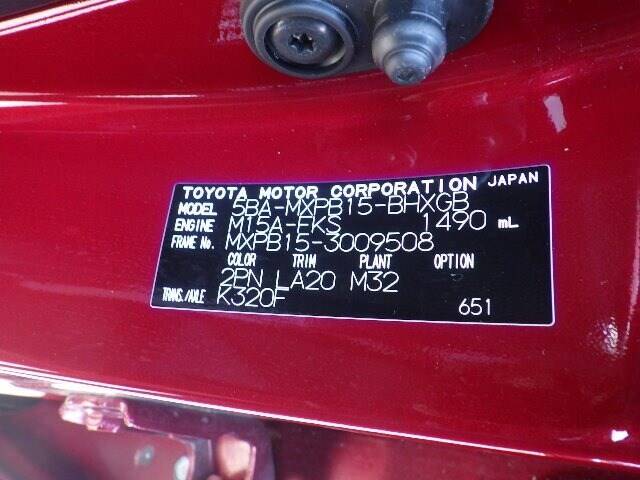 TOYOTA MOTOR CORPORATION JAPAN
MODEL 5BA-MXPB15-BHXGB
ENGINE M15A-FKS 1490 mL
FRAME No. MXPB15-3009508
COLOR TRIM PLANT OPTION
2PN LA20 M32
TRANS./AXLE K320F 651